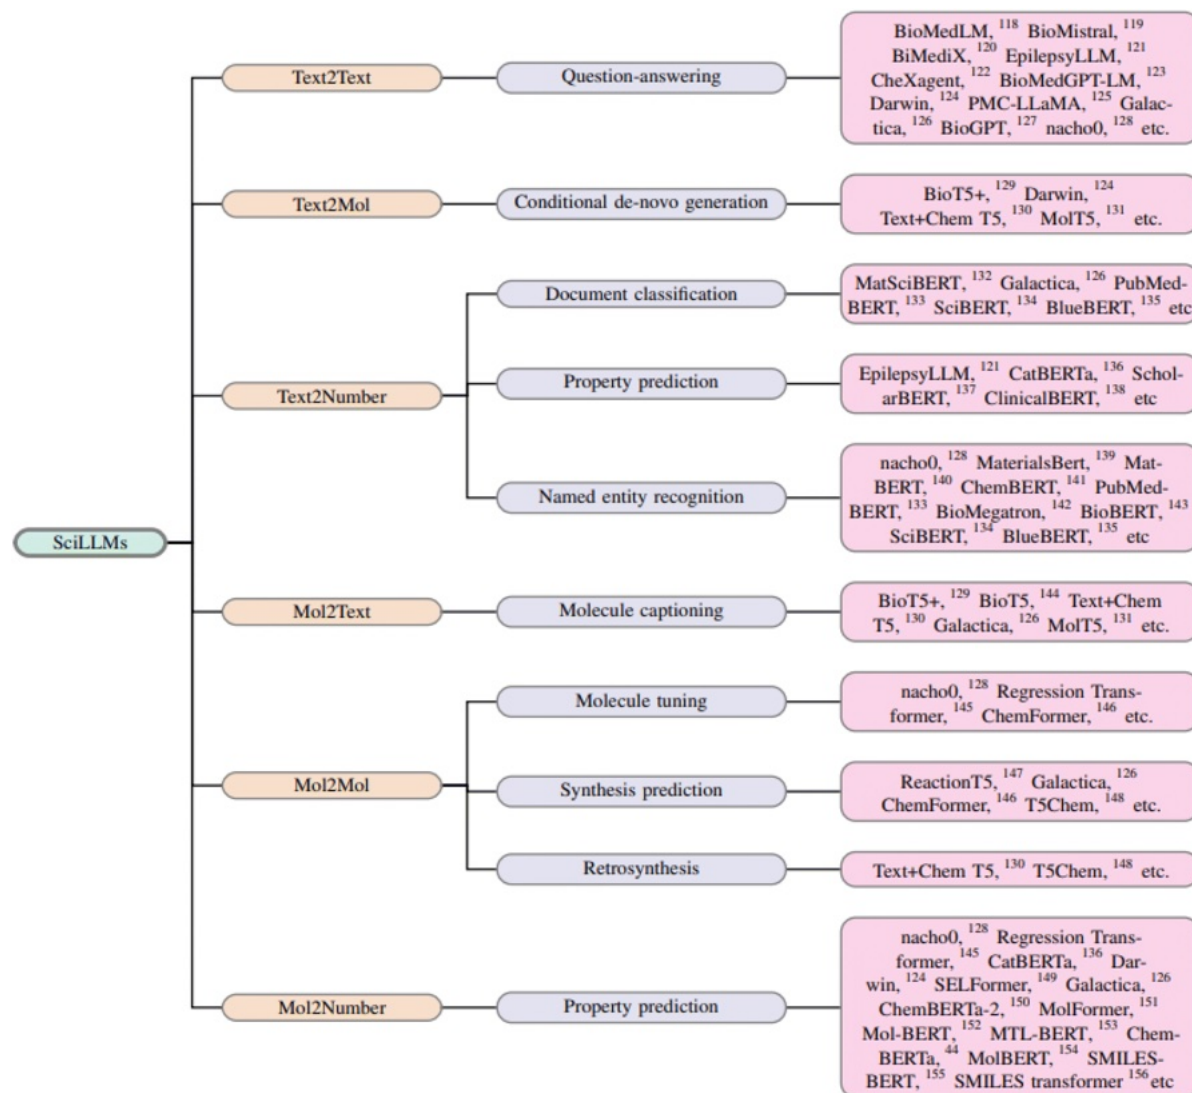 SciLLMs
Text2Text
Question-answering
BioMedLM, 118 BioMistral, 119
BiMediX, 120 EpilepsyLLM, 121
CheXagent, 122 BioMedGPT-LM, 123
Darwin, 124 PMC-LLaMA, 125 Galac-
tica, 126 BioGPT, 127 nacho0, 128 etc.
Text2Mol
Conditional de-novo generation
BioT5+, 129 Darwin, 124
Text+Chem T5, 130 MolT5, 131 etc.
Text2Number
Document classification
MatSciBERT, 132 Galactica, 126 PubMed-
BERT, 133 SciBERT, 134 BlueBERT, 135 etc
Property prediction
EpilepsyLLM, 121 CatBERTa, 136 Schol-
arBERT, 137 ClinicalBERT, 138 etc
Named entity recognition
nacho0, 128 MaterialsBert, 139 Mat-
BERT, 140 ChemBERT, 141 PubMed-
BERT, 133 BioMegatron, 142 BioBERT, 143
SciBERT, 134 BlueBERT, 135 etc
Mol2Text
Molecule captioning
BioT5+, 129 BioT5, 144 Text+Chem
T5, 130 Galactica, 126 MolT5, 131 etc.
Mol2Mol
Molecule tuning
nacho0, 128 Regression Trans-
former, 145 ChemFormer, 146 etc.
Synthesis prediction
ReactionT5, 147 Galactica, 126
ChemFormer, 146 T5Chem, 148 etc.
Retrosynthesis
Text+Chem T5, 130 T5Chem, 148 etc.
Mol2Number
Property prediction
nacho0, 128 Regression Trans-
former, 145 CatBERTa, 136 Dar-
win, 124 SELFormer, 149 Galactica, 126
ChemBERTa-2, 150 MolFormer, 151
Mol-BERT, 152 MTL-BERT, 153 Chem-
BERTa, 44 MolBERT, 154 SMILES-
BERT, 155 SMILES transformer 156etc